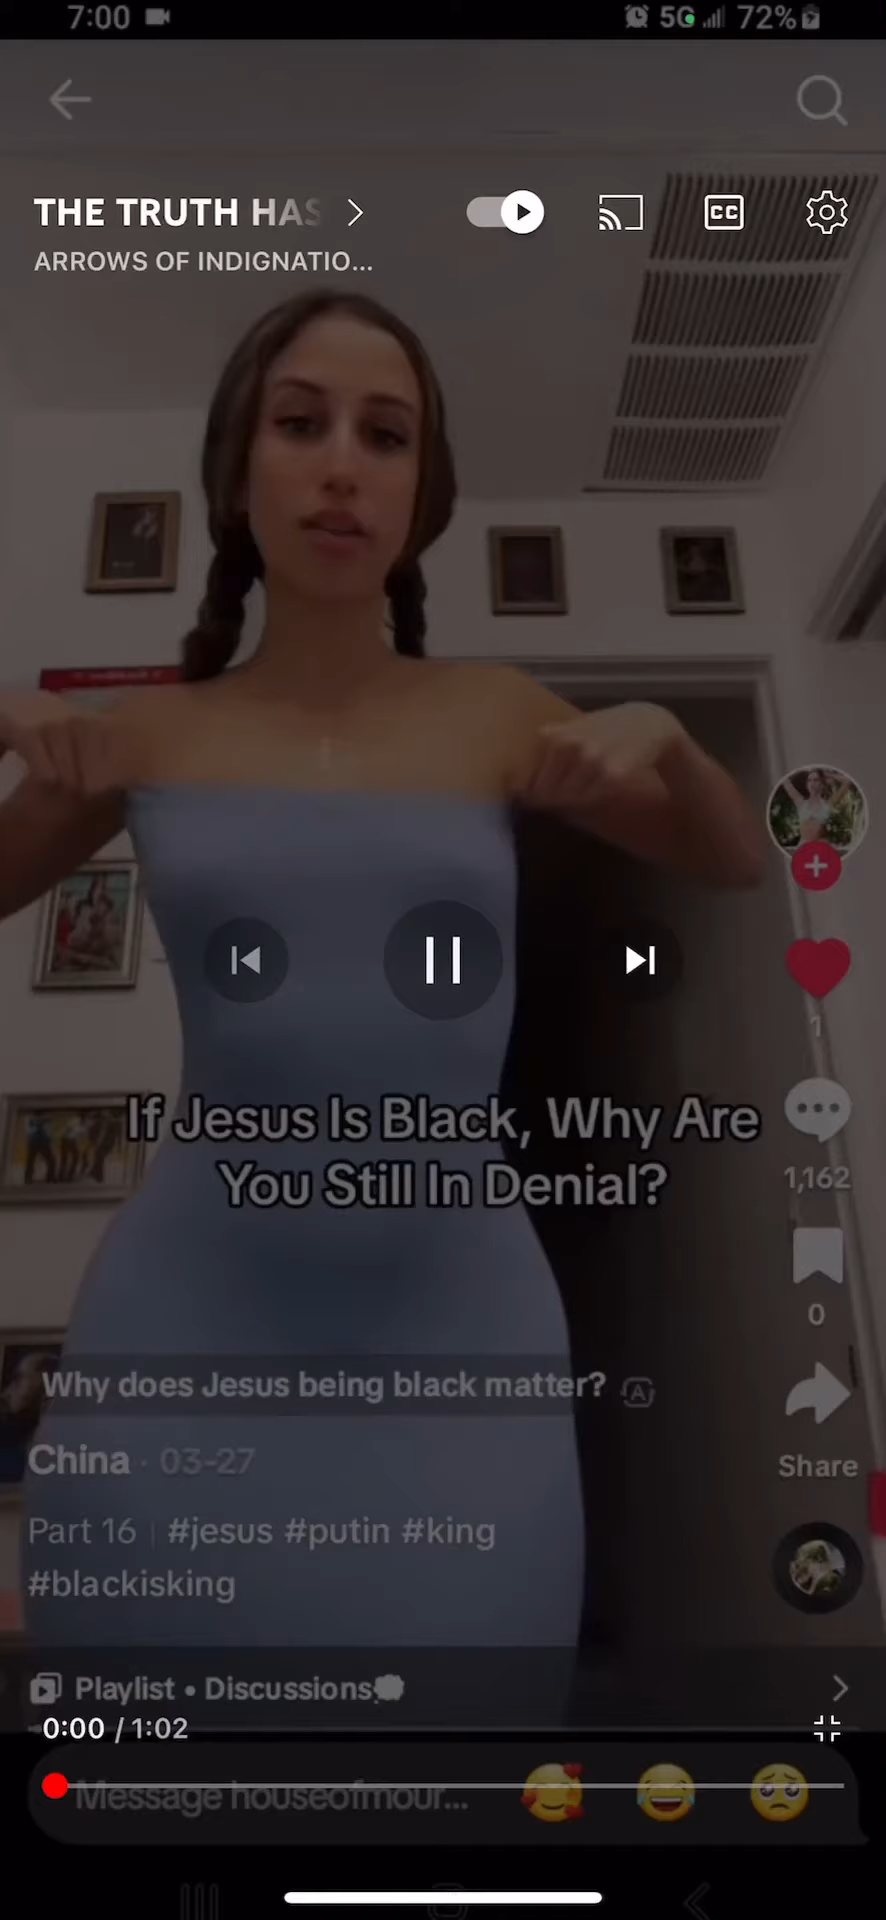 7:00
5G 72%
THE TRUTH HAS
CC
ARROWS OF INDIGNATIO...
If Jesus Is Black, Why Are
You Still In Denial?
1
1,162
0
Why does Jesus being black matter? A
China · 03-27
Share
Part 16 | #jesus #putin #king
#blackisking
Playlist • Discussions
0:00 / 1:02
Message houseofmour...